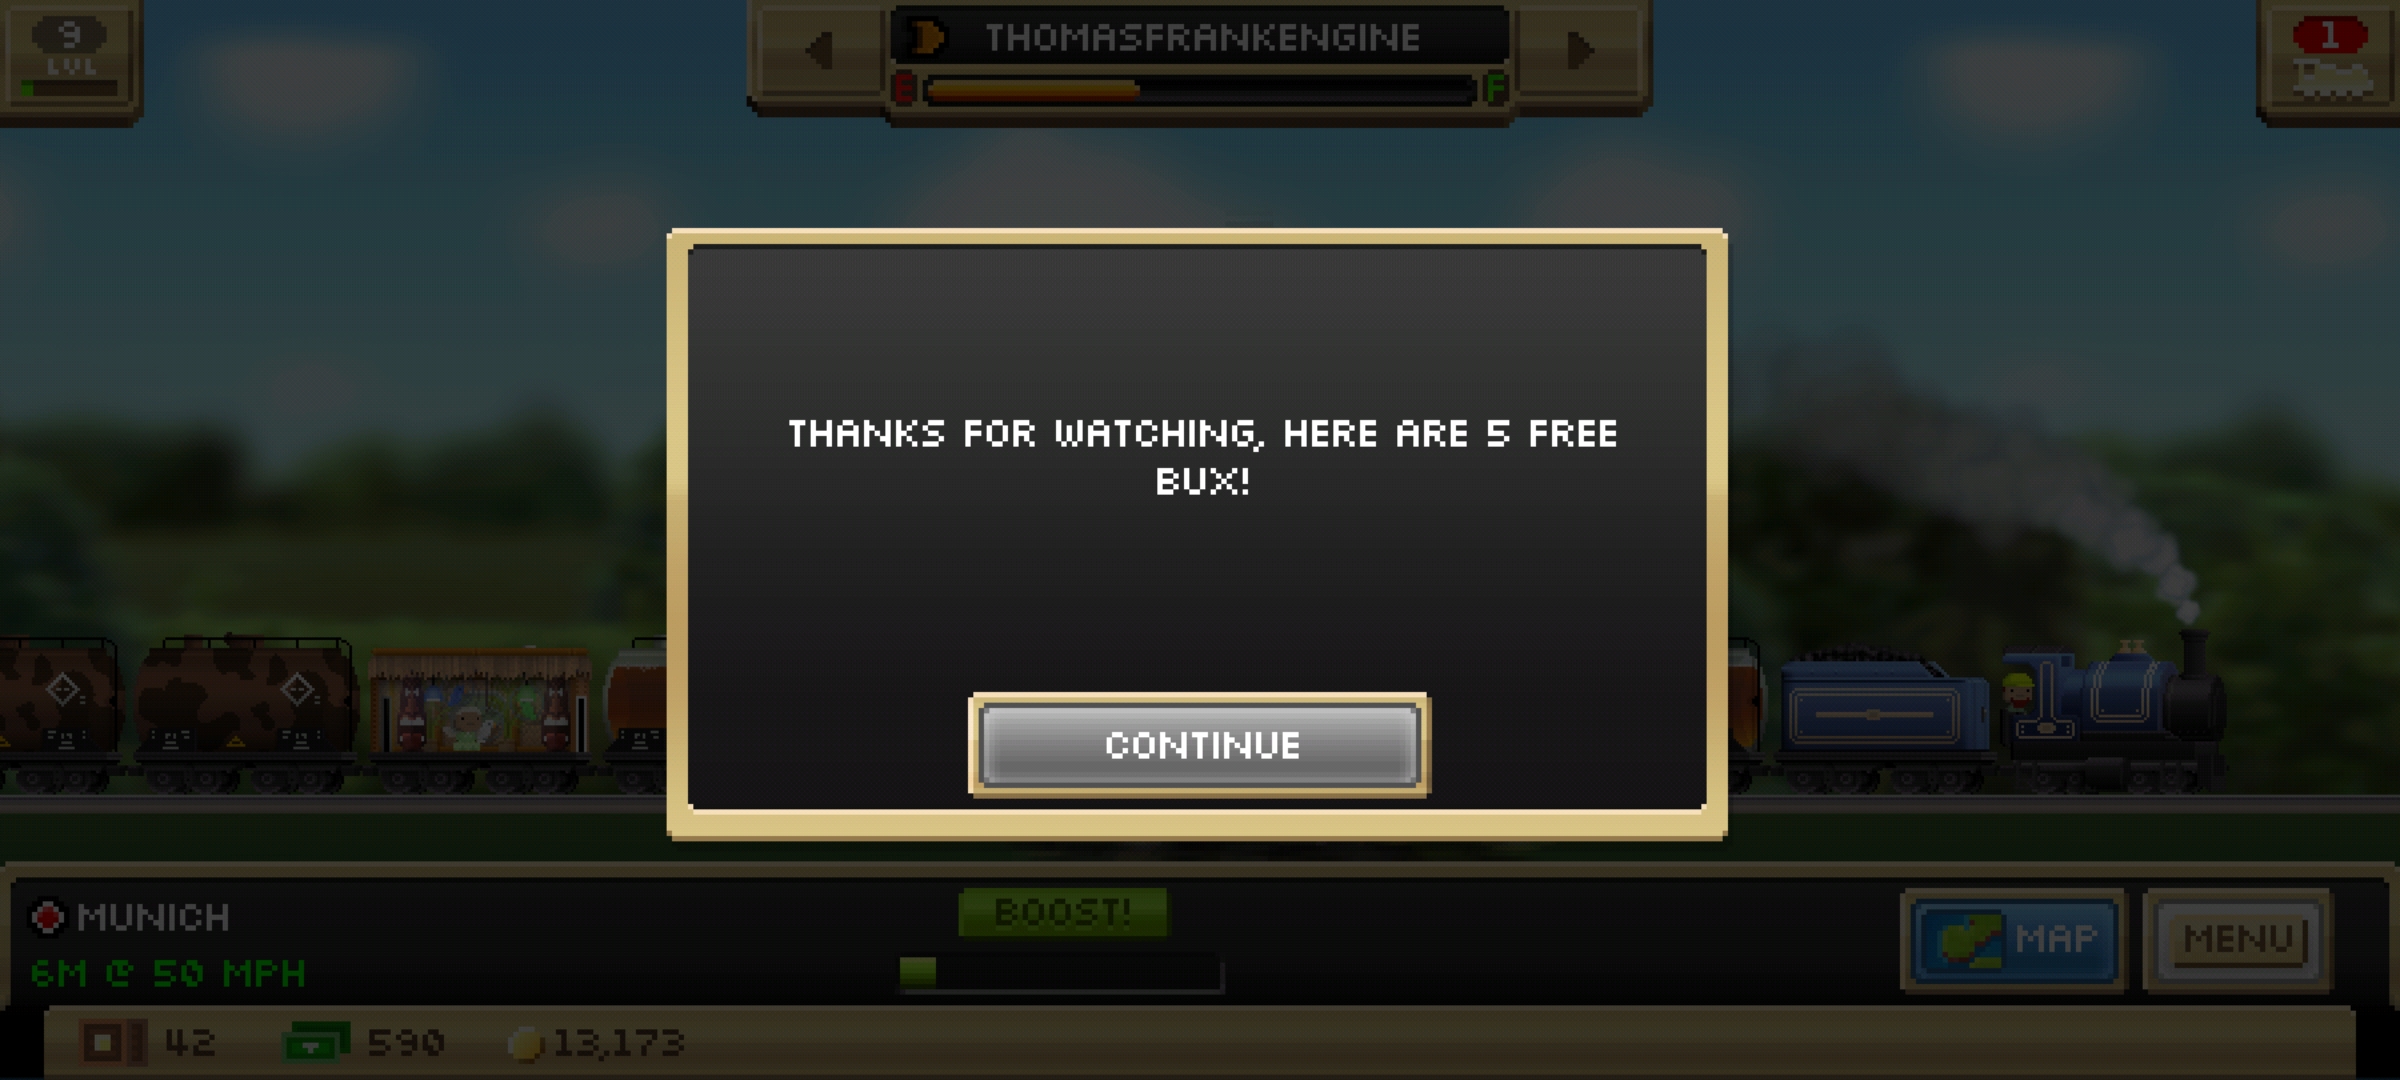 9
LVL
THOMASFRANKENGINE
E F
1
THANKS FOR WATCHING, HERE ARE 5 FREE
BUX!
CONTINUE
MUNICH
6M @ 50 MPH
BOOST!
MAP
MENU
42 590 13,173